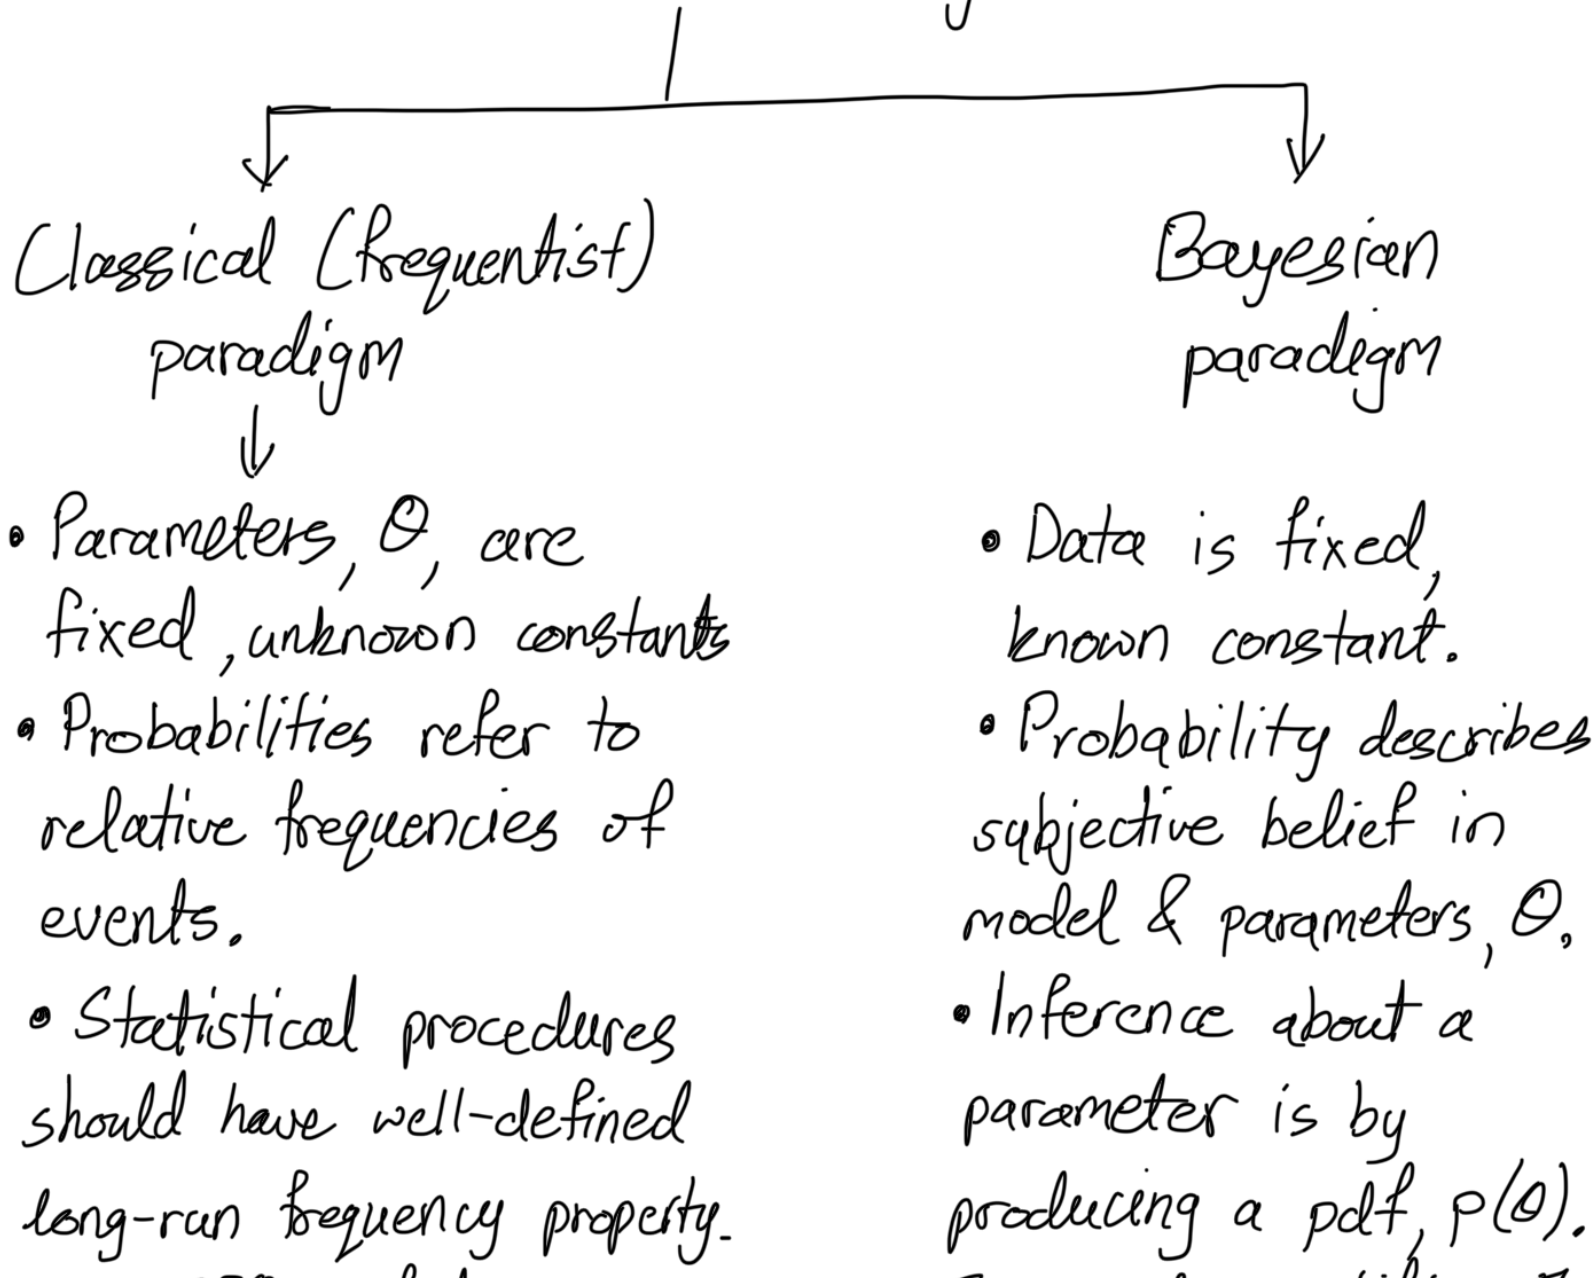 Classical (frequentist)
paradigm
• Parameters, θ, are
fixed, unknown constants
• Probabilities refer to
relative frequencies of
events.
• Statistical procedures
should have well-defined
long-run frequency property.
Bayesian
paradigm
• Data is fixed,
known constant.
• Probability describes
subjective belief in
model & parameters, θ.
• Inference about a
parameter is by
producing a pdf, p(θ).